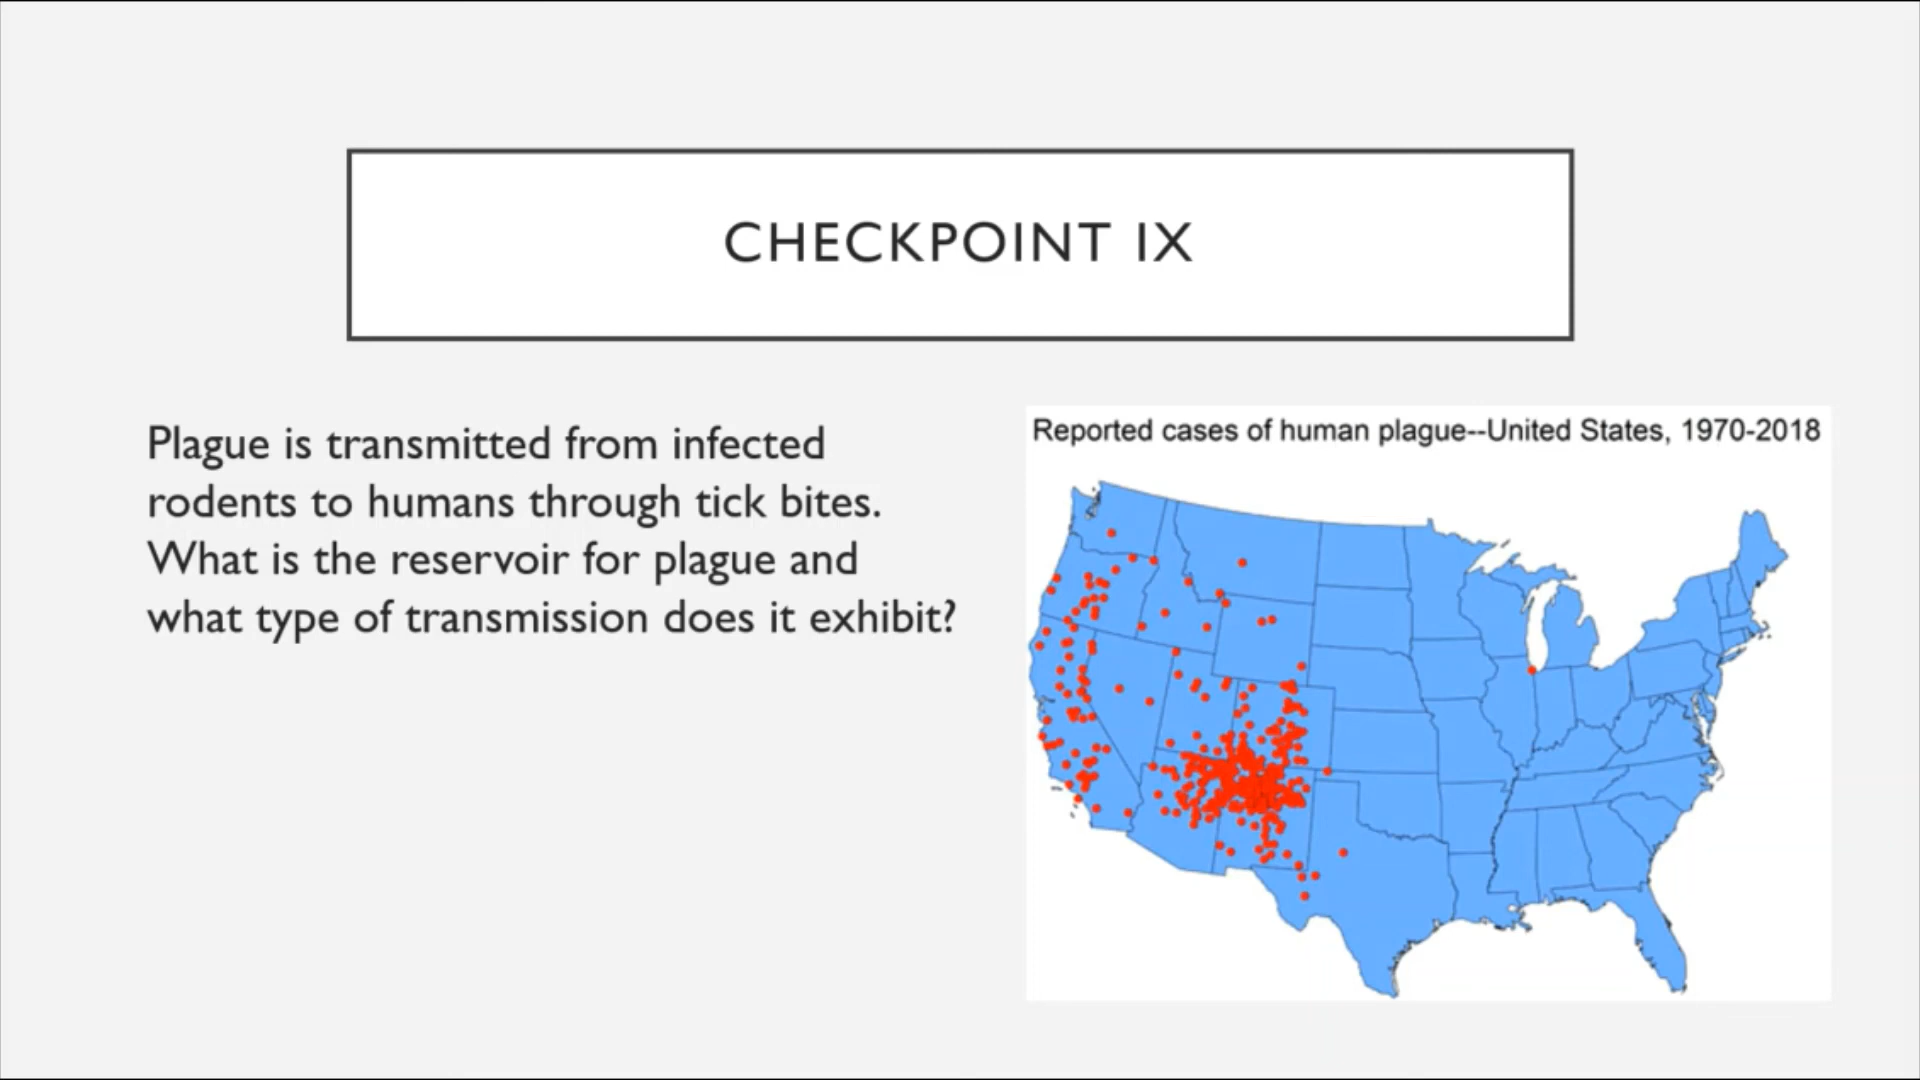 CHECKPOINT IX
Plague is transmitted from infected
rodents to humans through tick bites.
What is the reservoir for plague and
what type of transmission does it exhibit?
Reported cases of human plague--United States, 1970-2018